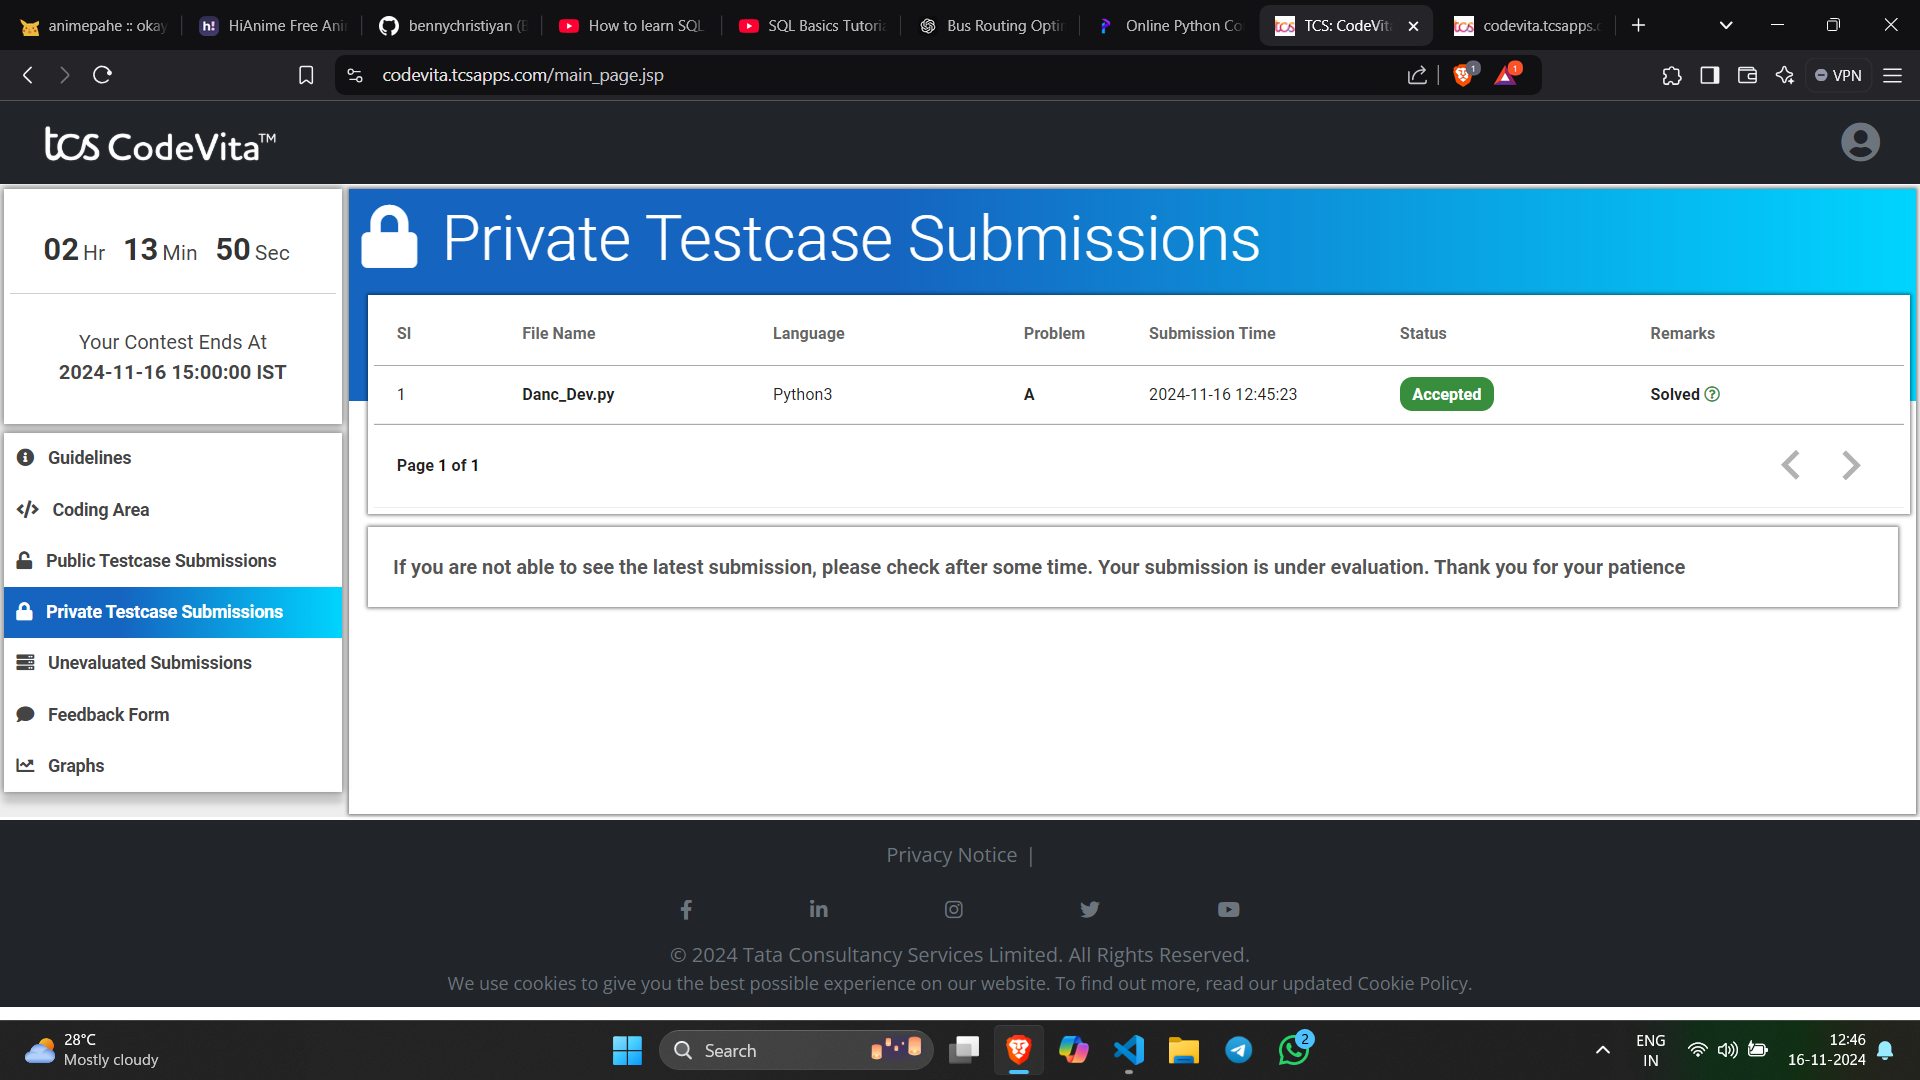 animepahe :: okay
HiAnime Free Ani
bennychristiyan (B
How to learn SQL
SQL Basics Tutoria
Bus Routing Optin
Online Python Co
TCS: CodeVita
codevita.tcsapps.c
codevita.tcsapps.com/main_page.jsp
1
1
VPN
tcs CodeVita™
02 Hr 13 Min 50 Sec
Your Contest Ends At
2024-11-16 15:00:00 IST
Guidelines
Coding Area
Public Testcase Submissions
Private Testcase Submissions
Unevaluated Submissions
Feedback Form
Graphs
Private Testcase Submissions
Sl File Name Language Problem Submission Time Status Remarks
1 Danc_Dev.py Python3 A 2024-11-16 12:45:23 Accepted Solved
Page 1 of 1
If you are not able to see the latest submission, please check after some time. Your submission is under evaluation. Thank you for your patience
Privacy Notice |
© 2024 Tata Consultancy Services Limited. All Rights Reserved.
We use cookies to give you the best possible experience on our website. To find out more, read our updated Cookie Policy.
28°C
Mostly cloudy
Search
2
ENG
IN
12:46
16-11-2024